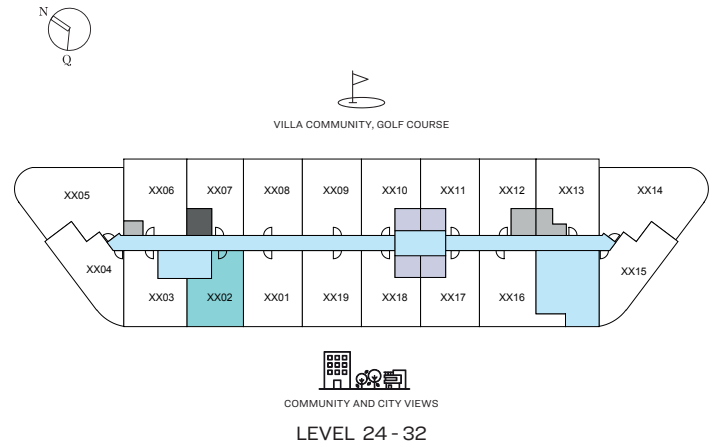 N
Q
VILLA COMMUNITY, GOLF COURSE
XX05
XX06
XX07
XX08
XX09
XX10
XX11
XX12
XX13
XX14
XX04
XX03
XX02
XX01
XX19
XX18
XX17
XX16
XX15
COMMUNITY AND CITY VIEWS
LEVEL 24 - 32